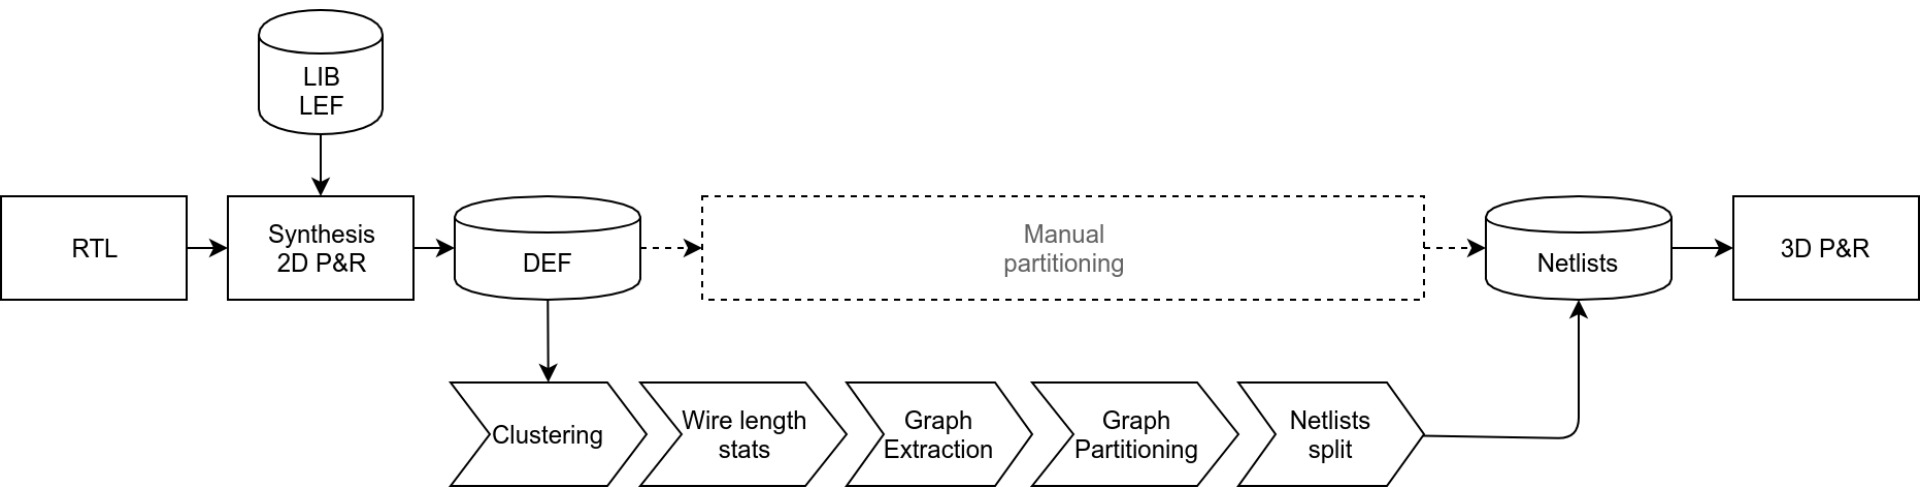 LIB
LEF
RTL
Synthesis
2D P&R
DEF
Manual
partitioning
Netlists
3D P&R
Clustering
Wire length
stats
Graph
Extraction
Graph
Partitioning
Netlists
split